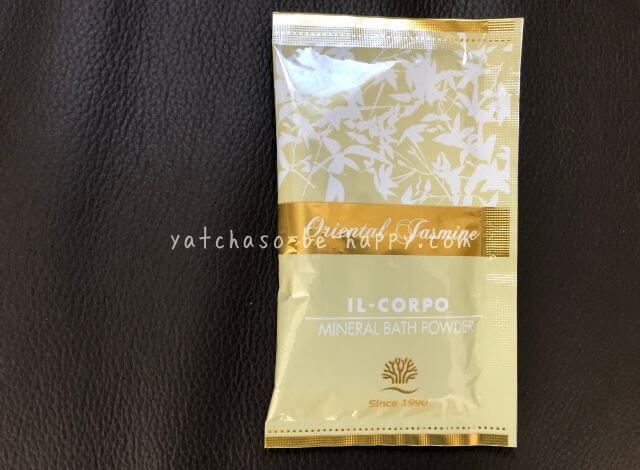 Oriental Jasmine
yatchaso-be-happy.com
IL-CORPO
MINERAL BATH POWDER
Since 1990